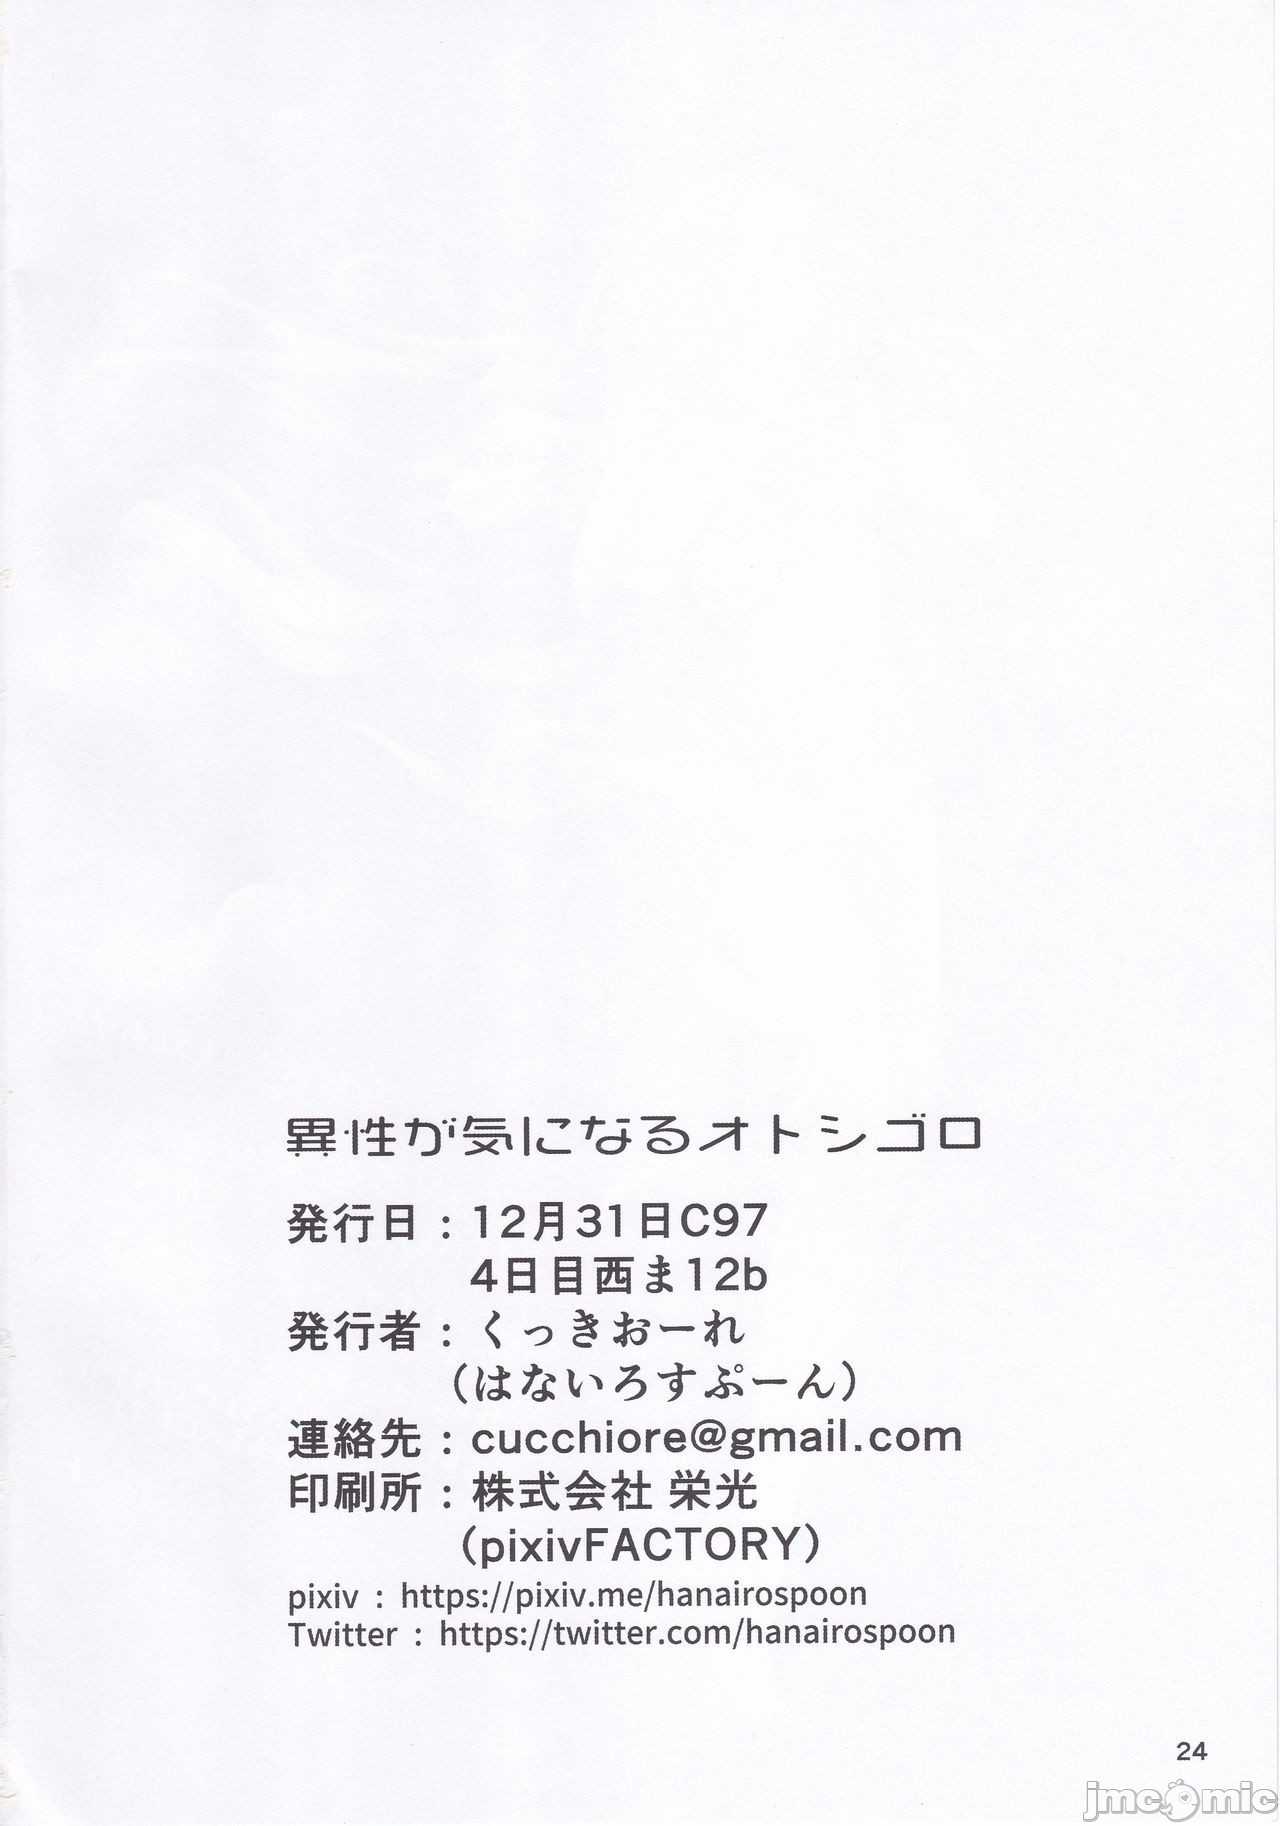 異性が気になるオトシゴロ
発行日：12月31日C97
4日目西ま12b
発行者：くっきおーれ
（はないろすぷーん）
連絡先：cucchiore@gmail.com
印刷所：株式会社 栄光
（pixivFACTORY）
pixiv : https://pixiv.me/hanairospoon
Twitter : https://twitter.com/hanairospoon
24
jmcomic